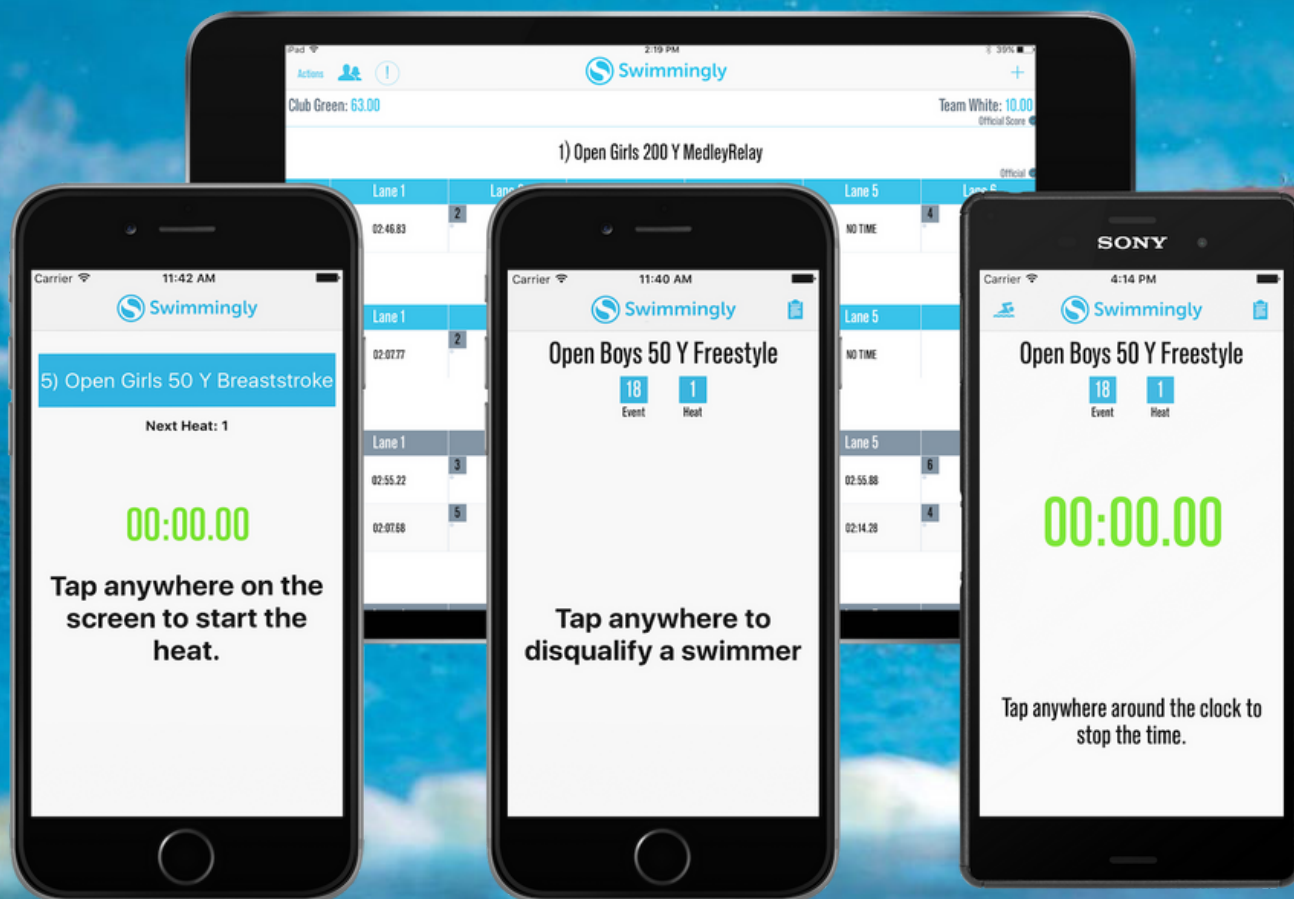 iPad 2:19 PM 39%
Actions Swimmingly +
Club Green: 63.00 Team White: 10.00
Official Score
1) Open Girls 200 Y MedleyRelay
Official
Lane 1 Lane 5
02:46.83 2 NO TIME 4
Lane 1 Lane 5
02:07.77 2 NO TIME
Lane 1 Lane 5
02:55.22 3 02:55.88 6
02:07.68 5 02:14.28 4
Carrier 11:42 AM
Swimmingly
5) Open Girls 50 Y Breaststroke
Next Heat: 1
00:00.00
Tap anywhere on the
screen to start the
heat.
Carrier 11:40 AM
Swimmingly
Open Boys 50 Y Freestyle
18 1
Event Heat
Tap anywhere to
disqualify a swimmer
SONY
Carrier 4:14 PM
Swimmingly
Open Boys 50 Y Freestyle
18 1
Event Heat
00:00.00
Tap anywhere around the clock to
stop the time.